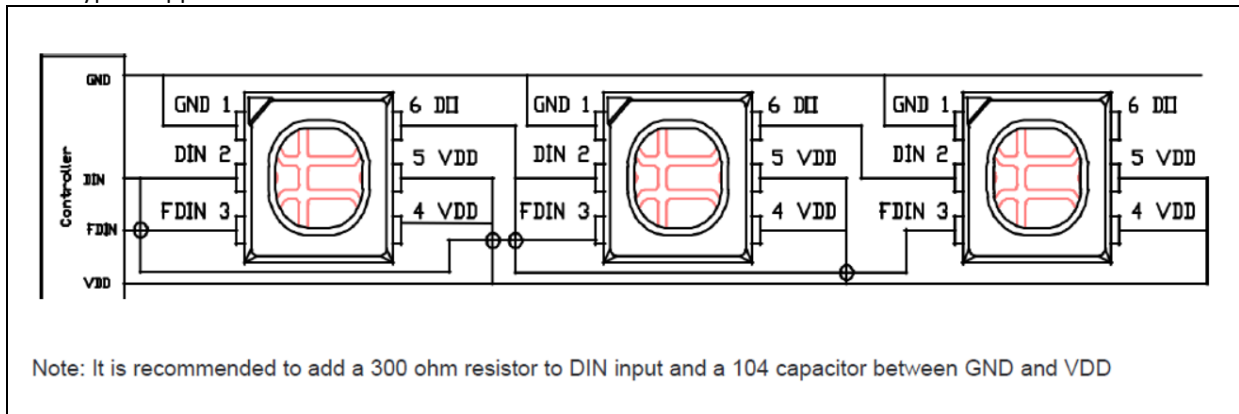 GND
GND 1
6 DO
GND 1
6 DO
GND 1
6 DO
DIN 2
5 VDD
DIN 2
5 VDD
DIN 2
5 VDD
Controller
DIN
FDIN 3
4 VDD
FDIN 3
4 VDD
FDIN 3
4 VDD
FDIN
VDD
Note: It is recommended to add a 300 ohm resistor to DIN input and a 104 capacitor between GND and VDD